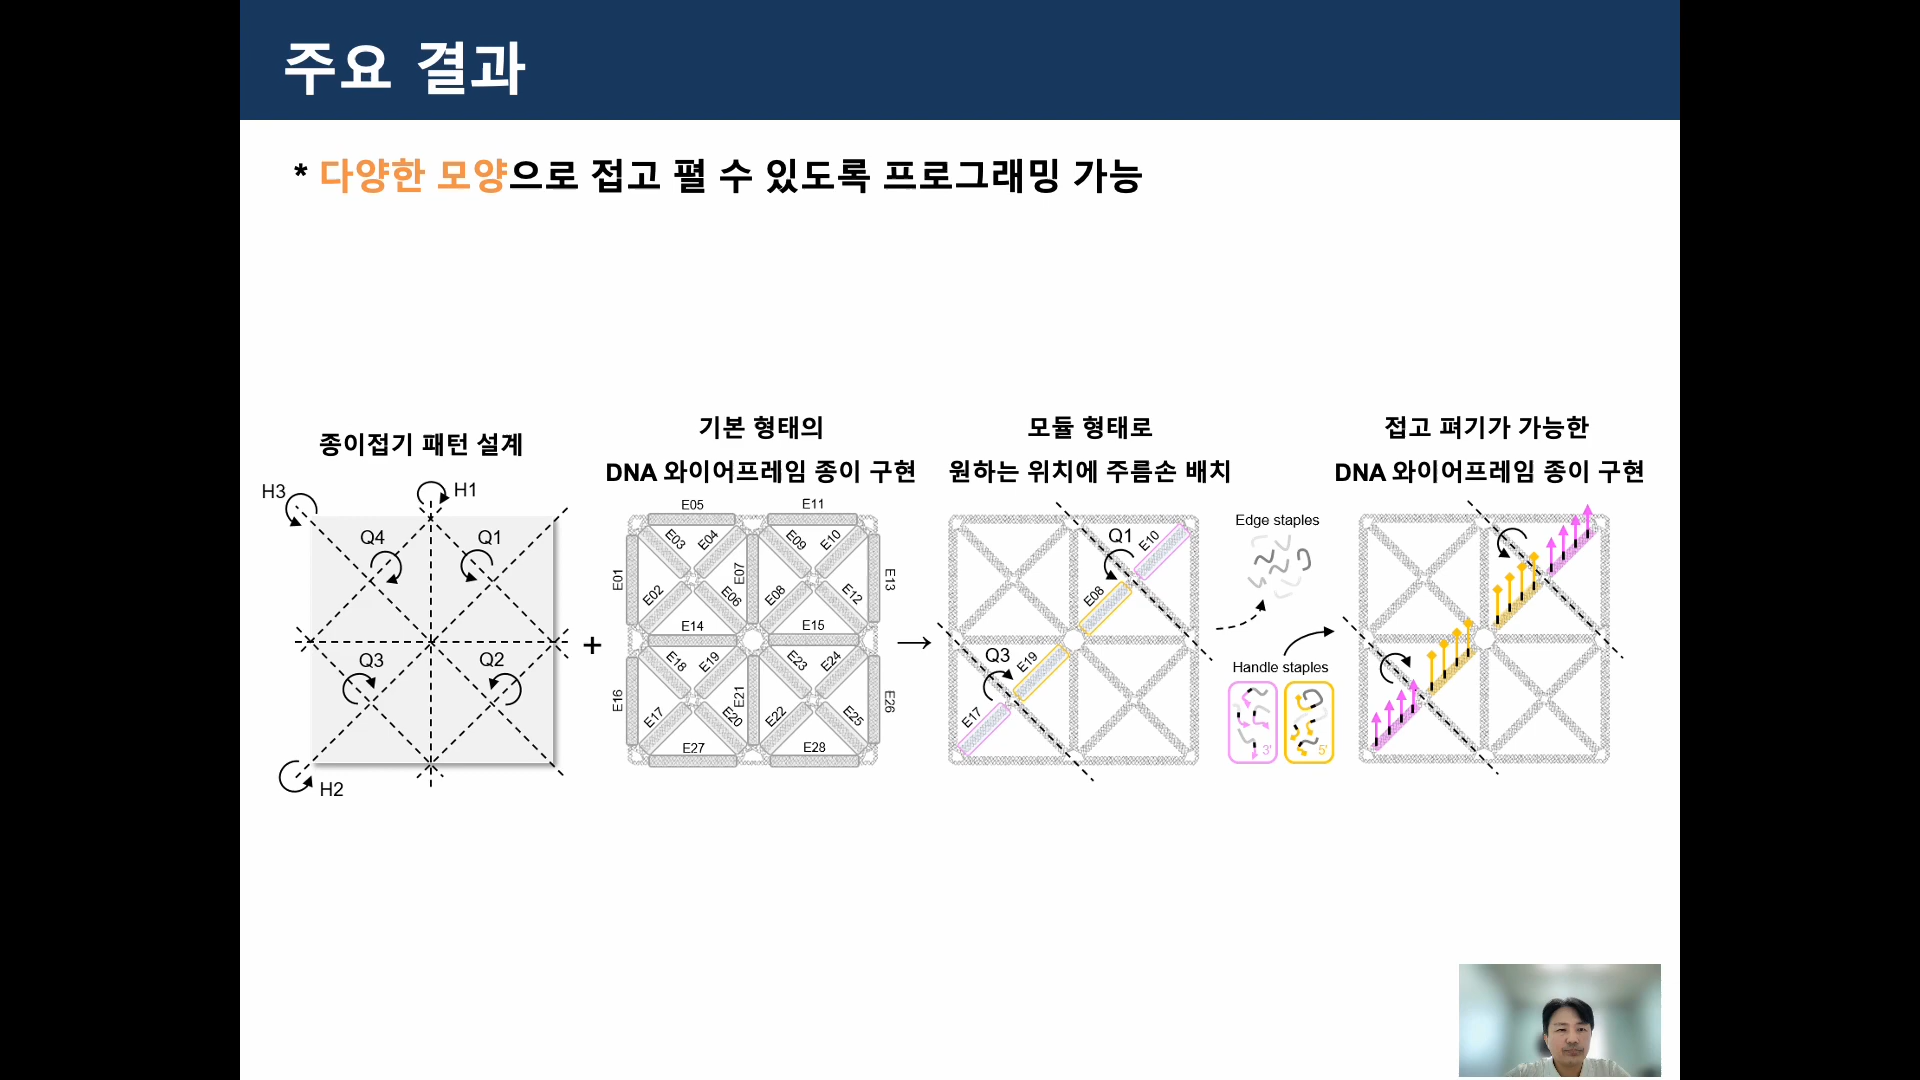 주요 결과
* 다양한 모양으로 접고 펼 수 있도록 프로그래밍 가능
종이접기 패턴 설계
H3
H1
Q4
Q1
Q3
Q2
H2
+
기본 형태의
DNA 와이어프레임 종이 구현
E05
E11
E03
E04
E09
E10
E01
E07
E13
E02
E06
E08
E12
E14
E15
E18
E19
E23
E24
E16
E21
E26
E17
E20
E22
E25
E27
E28
모듈 형태로
원하는 위치에 주름손 배치
Q1
E10
E08
Q3
E19
E17
Edge staples
Handle staples
3'
5'
접고 펴기가 가능한
DNA 와이어프레임 종이 구현